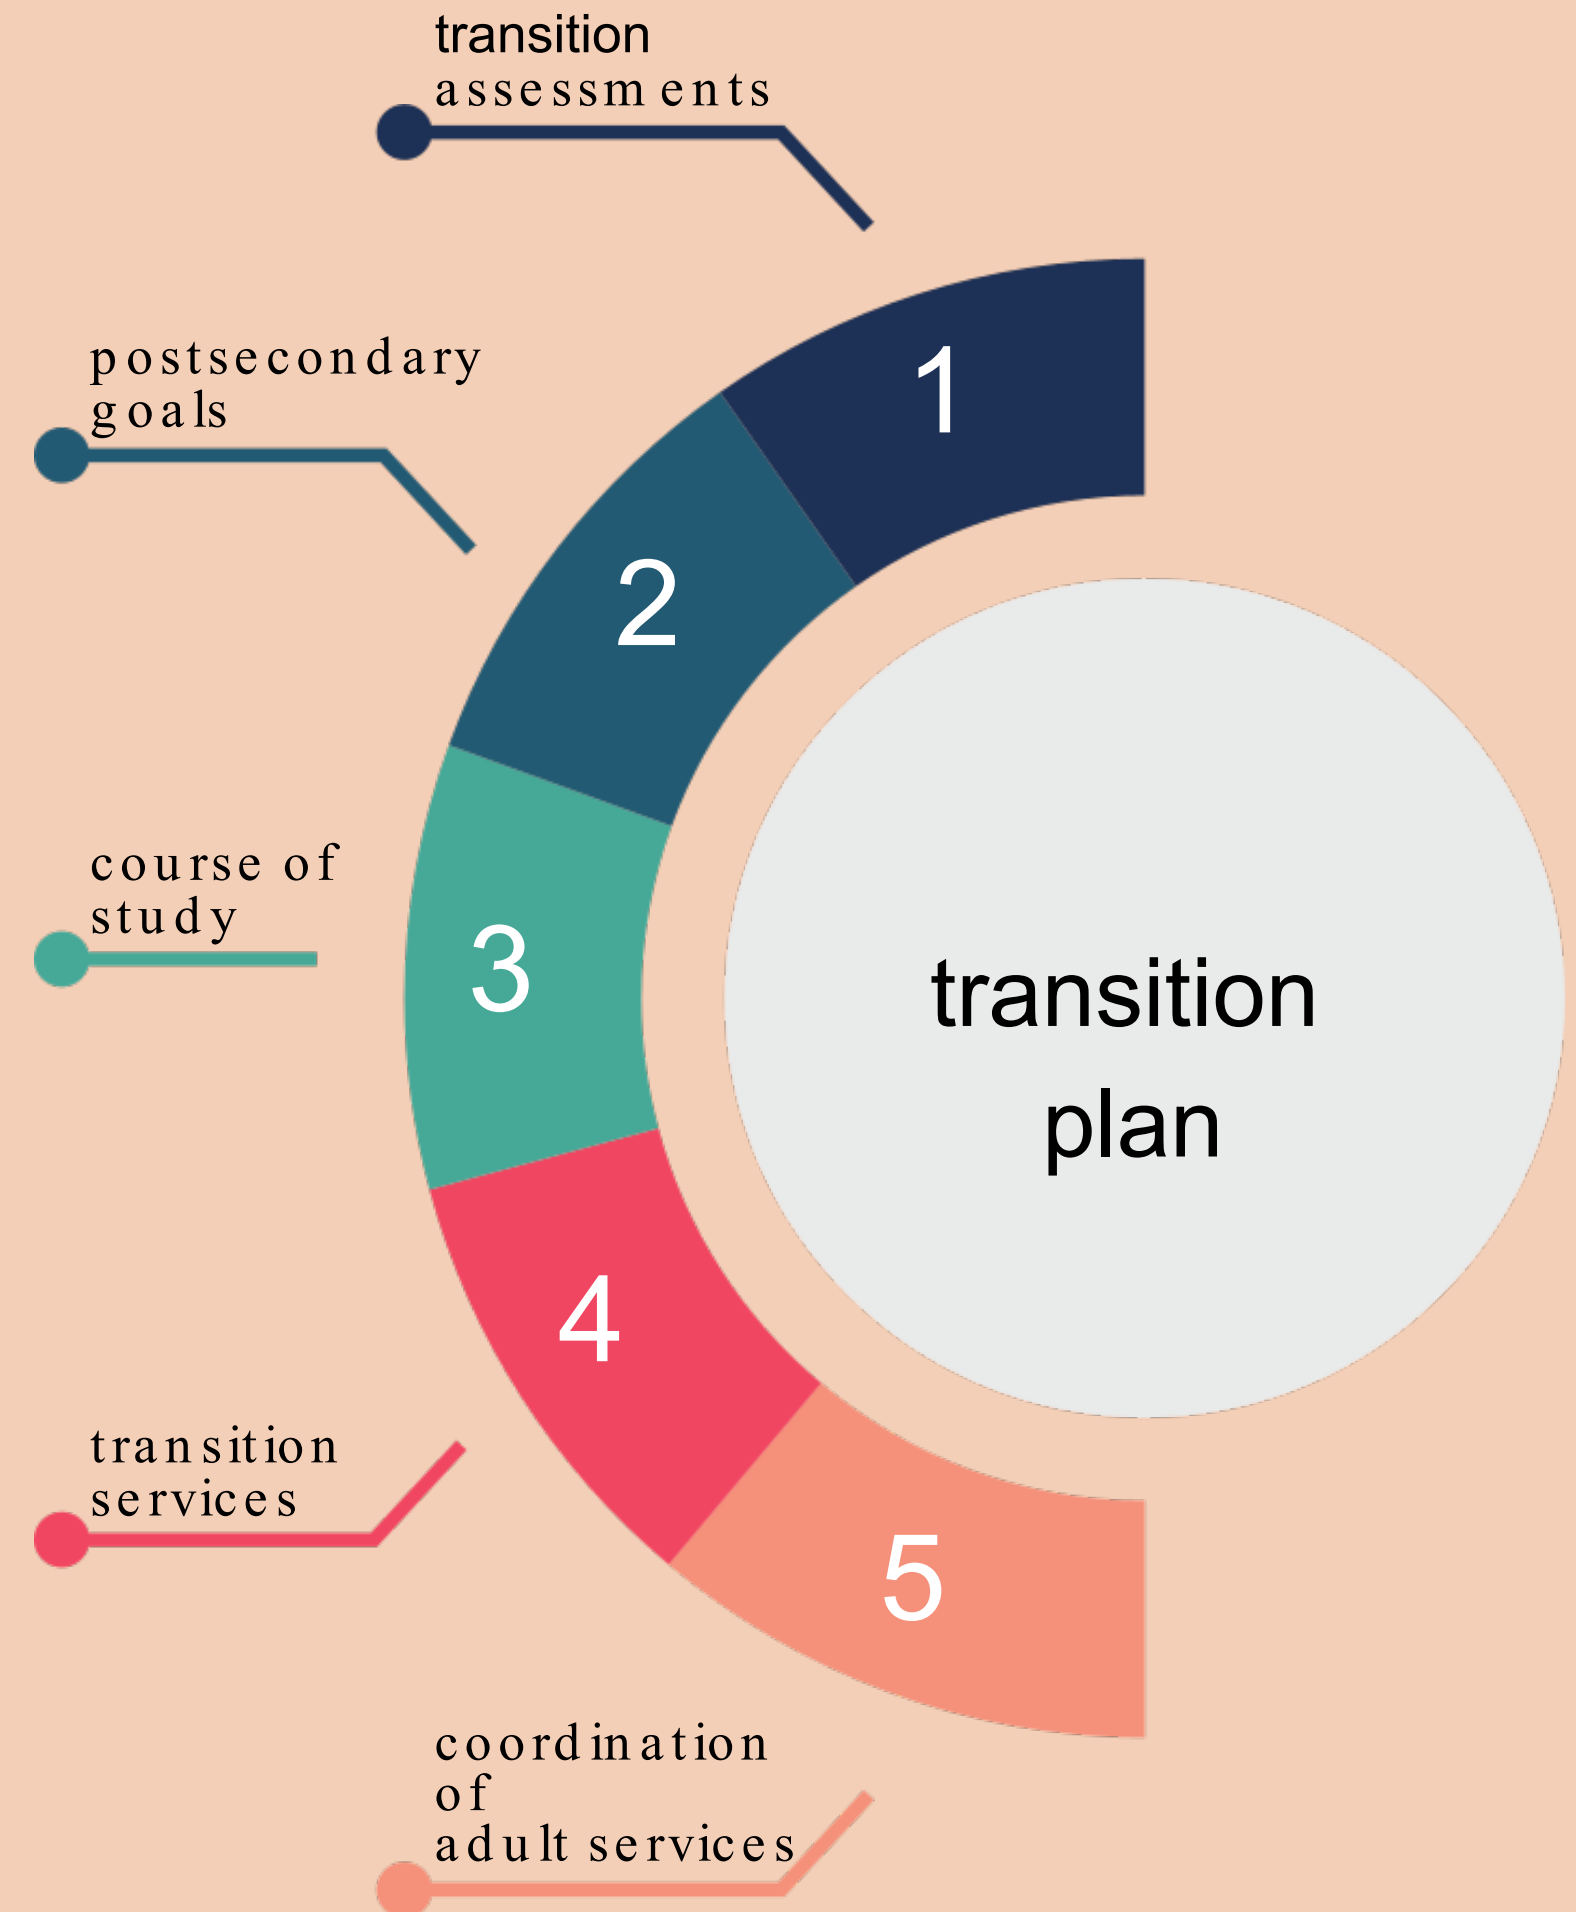 transition
assessments
1
postsecondary
goals
2
course of
study
3
transition
plan
4
transition
services
5
coordination
of
adult services